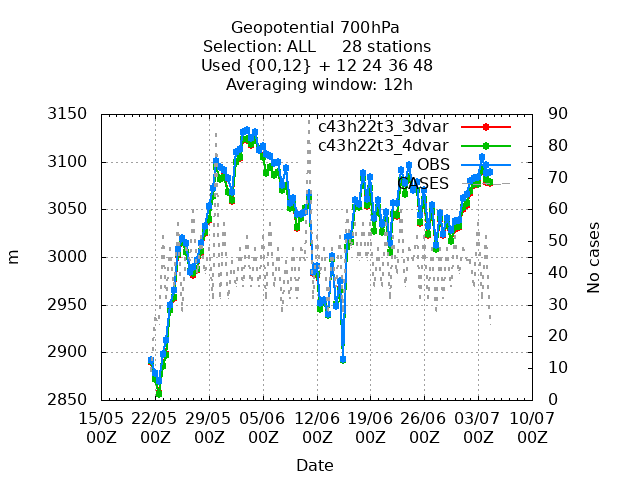 Geopotential 700hPa
Selection: ALL 28 stations
Used {00,12} + 12 24 36 48
Averaging window: 12h
3150 90
c43h22t3_3dvar
80
c43h22t3_4dvar
3100 OBS
70
CASES
3050 60
50
m 3000 No cases
40
2950 30
20
2900
10
2850 0
15/05 22/05 29/05 05/06 12/06 19/06 26/06 03/07 10/07
00Z 00Z 00Z 00Z 00Z 00Z 00Z 00Z 00Z
Date